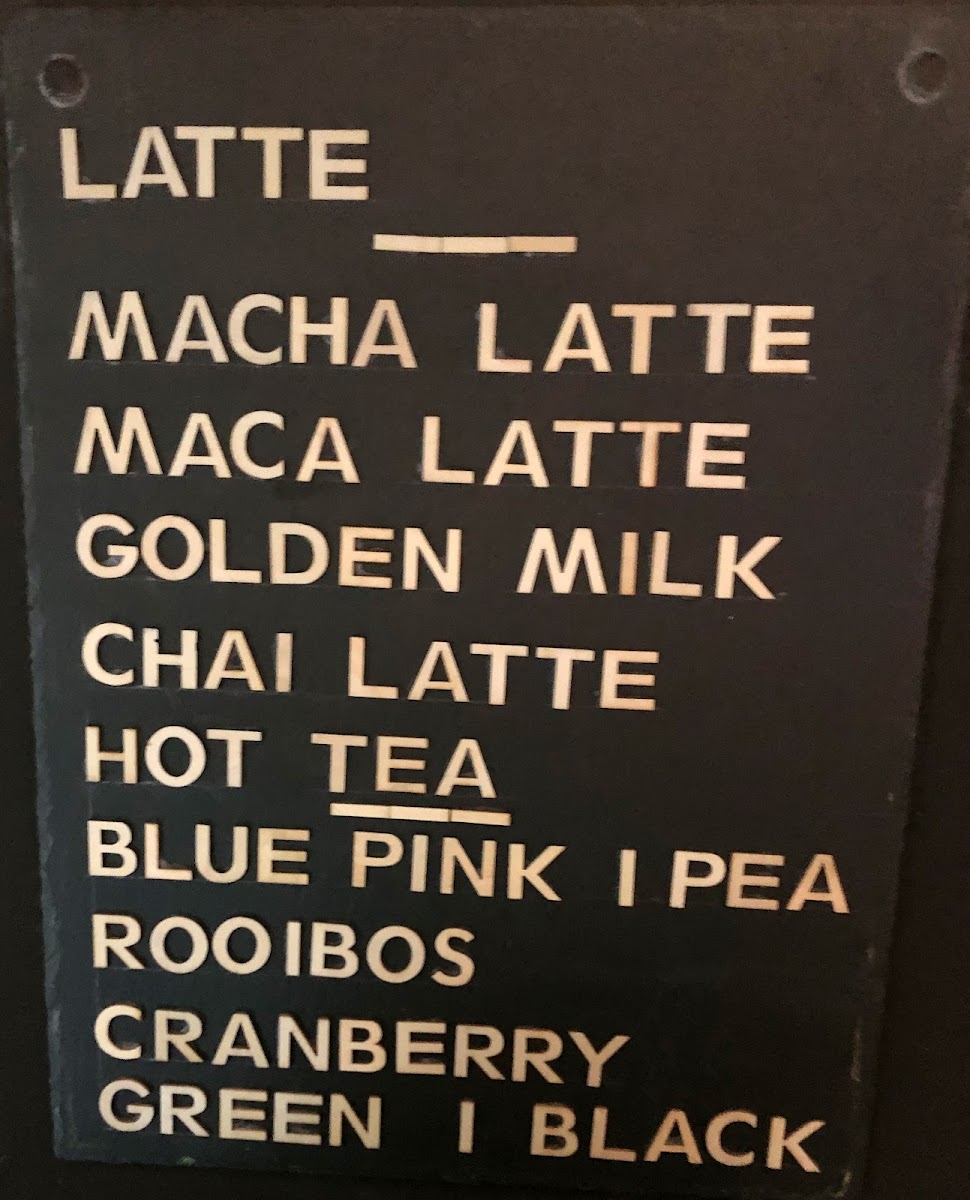 LATTE
MACHA LATTE
MACA LATTE
GOLDEN MILK
CHAI LATTE
HOT TEA
BLUE PINK I PEA
ROOIBOS
CRANBERRY
GREEN I BLACK